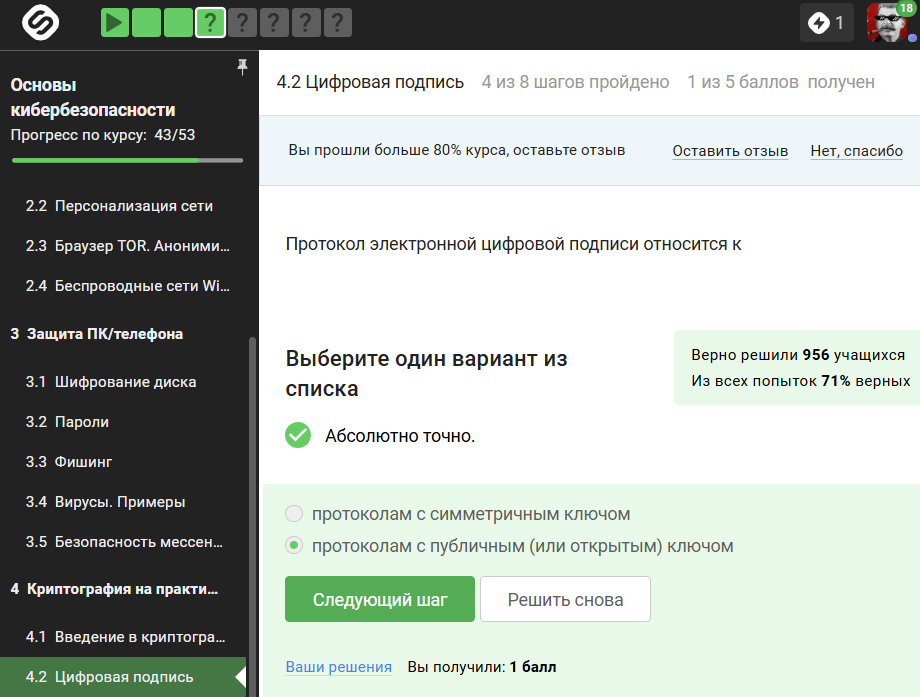 ?
?
?
?
?
1
18
Основы
кибербезопасности
Прогресс по курсу: 43/53
2.2 Персонализация сети
2.3 Браузер TOR. Аноними...
2.4 Беспроводные сети Wi...
3 Защита ПК/телефона
3.1 Шифрование диска
3.2 Пароли
3.3 Фишинг
3.4 Вирусы. Примеры
3.5 Безопасность мессен...
4 Криптография на практи...
4.1 Введение в криптогра...
4.2 Цифровая подпись
4.2 Цифровая подпись 4 из 8 шагов пройдено 1 из 5 баллов получен
Вы прошли больше 80% курса, оставьте отзыв Оставить отзыв Нет, спасибо
Протокол электронной цифровой подписи относится к
Выберите один вариант из
списка
Верно решили 956 учащихся
Из всех попыток 71% верных
Абсолютно точно.
протоколам с симметричным ключом
протоколам с публичным (или открытым) ключом
Следующий шаг Решить снова
Ваши решения Вы получили: 1 балл